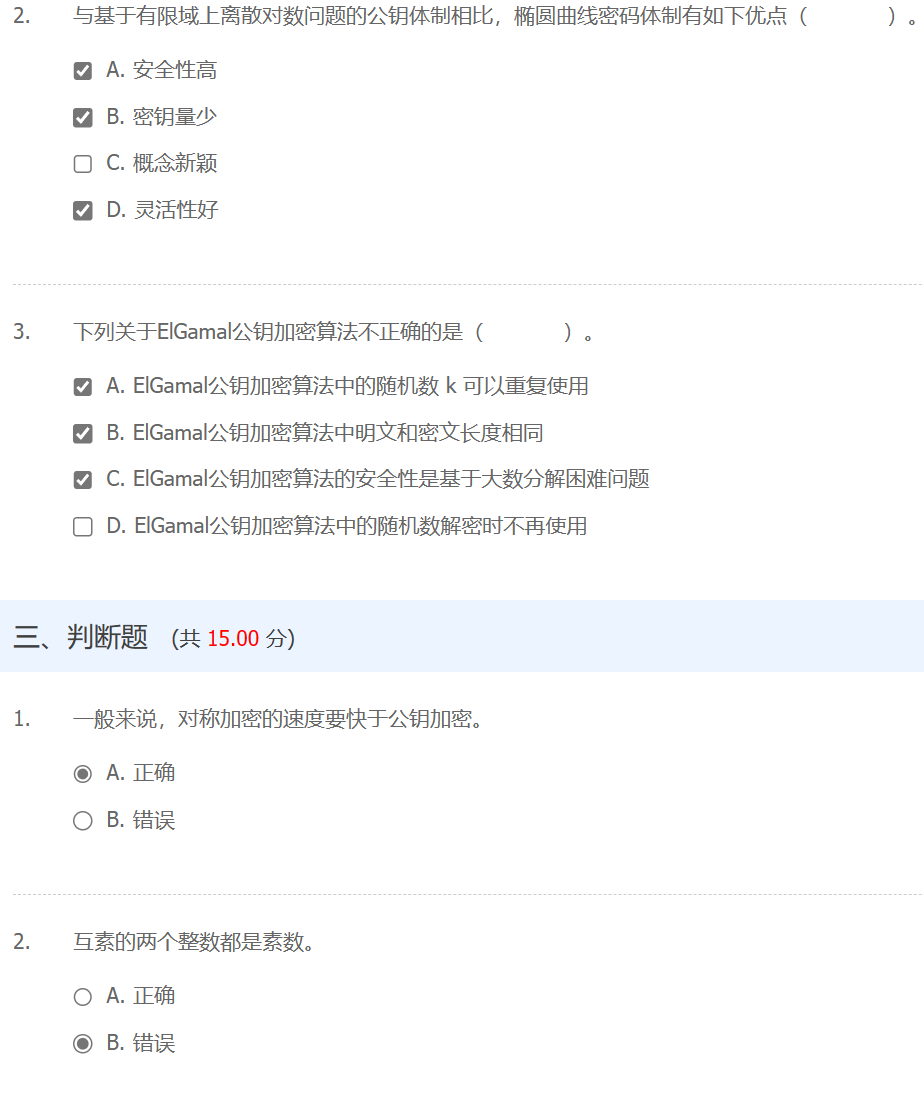 2. 与基于有限域上离散对数问题的公钥体制相比，椭圆曲线密码体制有如下优点（ ）。
A. 安全性高
B. 密钥量少
C. 概念新颖
D. 灵活性好
3. 下列关于ElGamal公钥加密算法不正确的是（ ）。
A. ElGamal公钥加密算法中的随机数 k 可以重复使用
B. ElGamal公钥加密算法中明文和密文长度相同
C. ElGamal公钥加密算法的安全性是基于大数分解困难问题
D. ElGamal公钥加密算法中的随机数解密时不再使用
三、判断题 (共 15.00 分)
1. 一般来说，对称加密的速度要快于公钥加密。
A. 正确
B. 错误
2. 互素的两个整数都是素数。
A. 正确
B. 错误